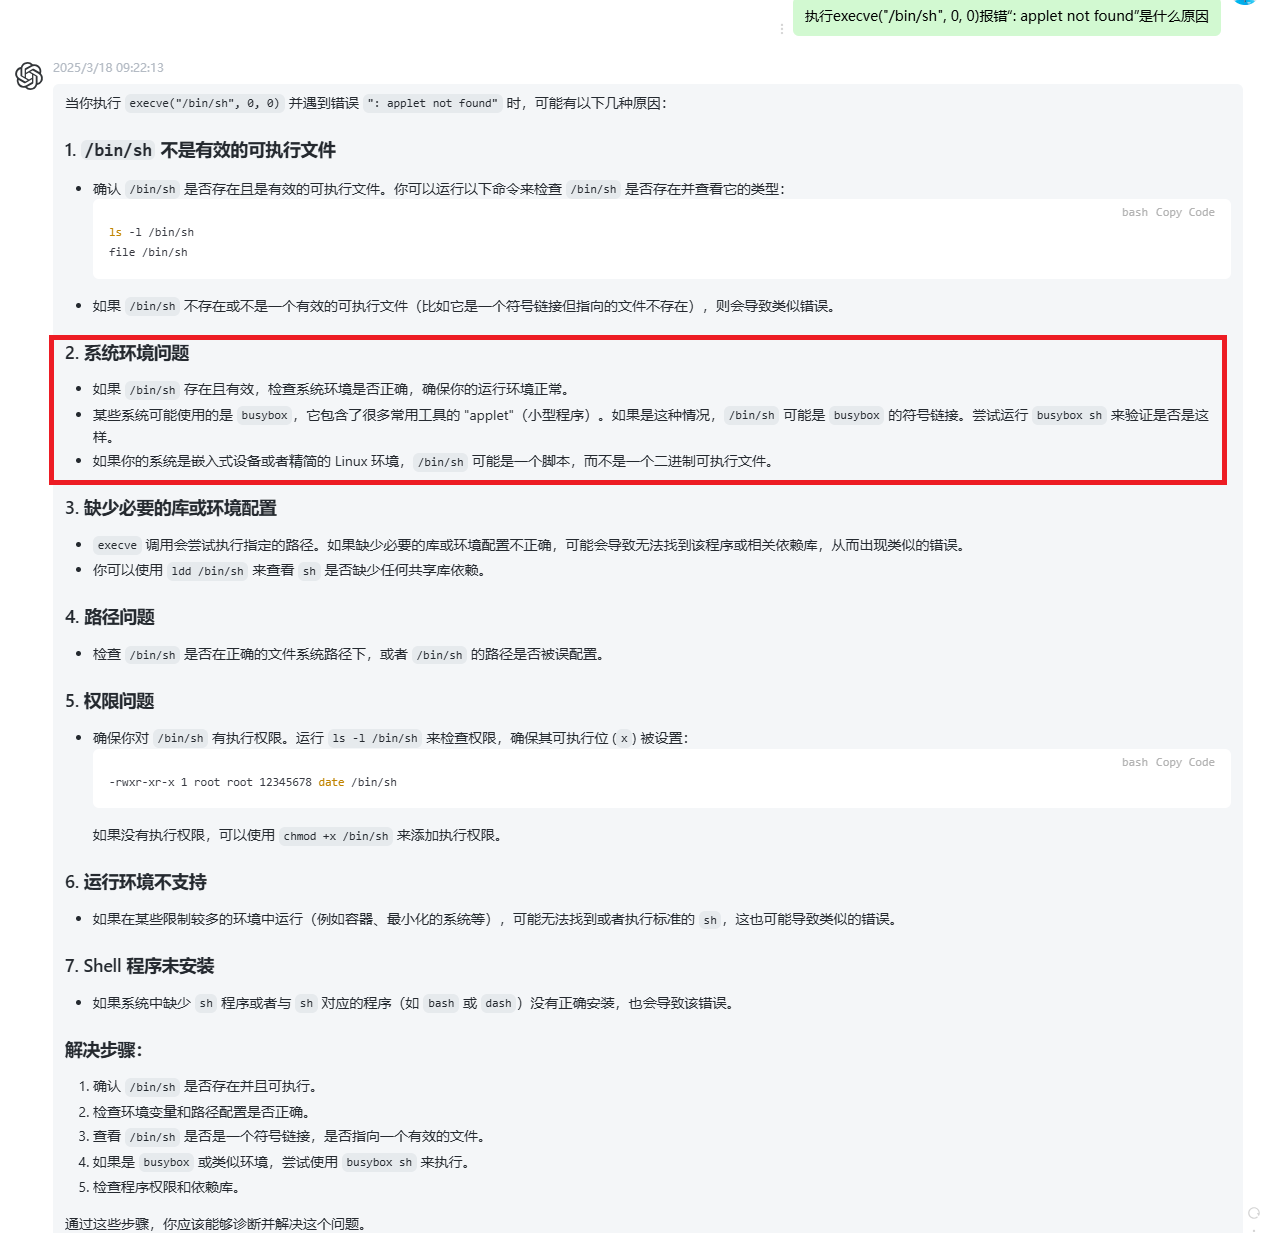 执行execve("/bin/sh", 0, 0)报错“: applet not found”是什么原因
2025/3/18 09:22:13
当你执行 execve("/bin/sh", 0, 0) 并遇到错误 ": applet not found" 时，可能有以下几种原因：
1. /bin/sh 不是有效的可执行文件
• 确认 /bin/sh 是否存在且是有效的可执行文件。你可以运行以下命令来检查 /bin/sh 是否存在并查看它的类型：
bash Copy Code
ls -l /bin/sh
file /bin/sh
• 如果 /bin/sh 不存在或不是一个有效的可执行文件（比如它是一个符号链接但指向的文件不存在），则会导致类似错误。
2. 系统环境问题
• 如果 /bin/sh 存在且有效，检查系统环境是否正确，确保你的运行环境正常。
• 某些系统可能使用的是 busybox，它包含了很多常用工具的 "applet"（小型程序）。如果是这种情况，/bin/sh 可能是 busybox 的符号链接。尝试运行 busybox sh 来验证是否是这
样。
• 如果你的系统是嵌入式设备或者精简的 Linux 环境，/bin/sh 可能是一个脚本，而不是一个二进制可执行文件。
3. 缺少必要的库或环境配置
• execve 调用会尝试执行指定的路径。如果缺少必要的库或环境配置不正确，可能会导致无法找到该程序或相关依赖库，从而出现类似的错误。
• 你可以使用 ldd /bin/sh 来查看 sh 是否缺少任何共享库依赖。
4. 路径问题
• 检查 /bin/sh 是否在正确的文件系统路径下，或者 /bin/sh 的路径是否被误配置。
5. 权限问题
• 确保你对 /bin/sh 有执行权限。运行 ls -l /bin/sh 来检查权限，确保其可执行位 (x) 被设置：
bash Copy Code
-rwxr-xr-x 1 root root 12345678 date /bin/sh
如果没有执行权限，可以使用 chmod +x /bin/sh 来添加执行权限。
6. 运行环境不支持
• 如果在某些限制较多的环境中运行（例如容器、最小化的系统等），可能无法找到或者执行标准的 sh，这也可能导致类似的错误。
7. Shell 程序未安装
• 如果系统中缺少 sh 程序或者与 sh 对应的程序（如 bash 或 dash）没有正确安装，也会导致该错误。
解决步骤：
1. 确认 /bin/sh 是否存在并且可执行。
2. 检查环境变量和路径配置是否正确。
3. 查看 /bin/sh 是否是一个符号链接，是否指向一个有效的文件。
4. 如果是 busybox 或类似环境，尝试使用 busybox sh 来执行。
5. 检查程序权限和依赖库。
通过这些步骤，你应该能够诊断并解决这个问题。